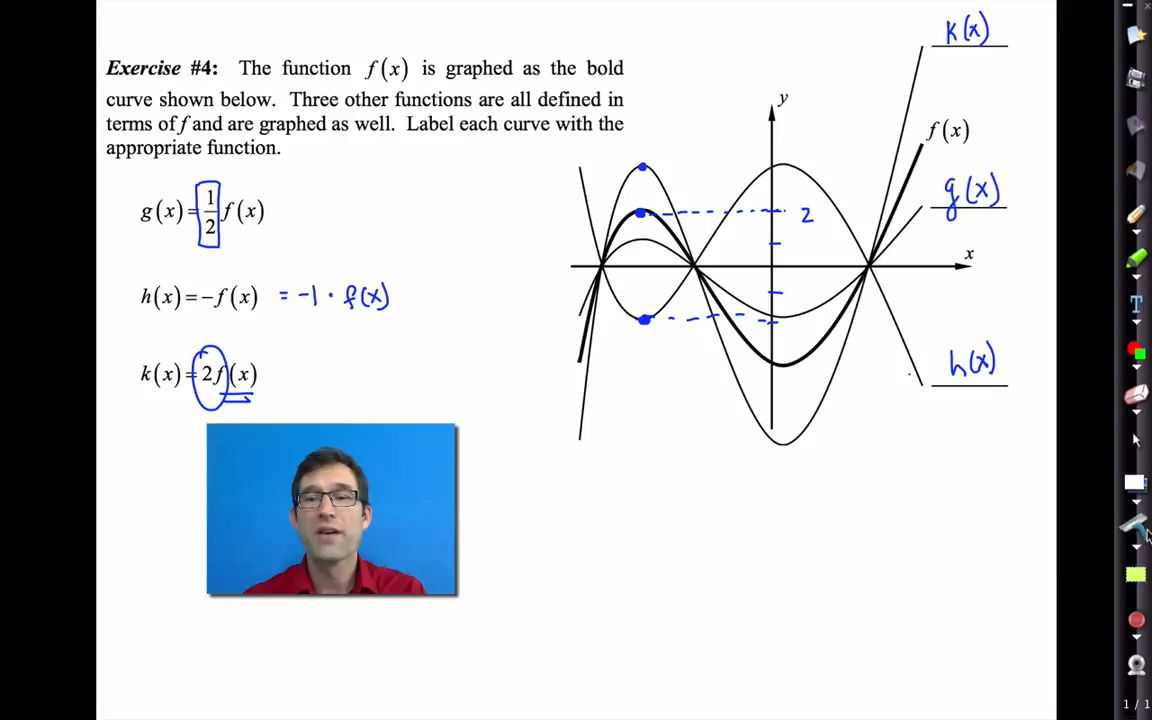 Exercise #4: The function f(x) is graphed as the bold
curve shown below. Three other functions are all defined in
terms of f and are graphed as well. Label each curve with the
appropriate function.
g(x)=1/2 f(x)
h(x)=-f(x) = -1 · f(x)
k(x)=2f(x)
k(x)
y
f(x)
g(x)
2
x
h(x)
T
1 / 1